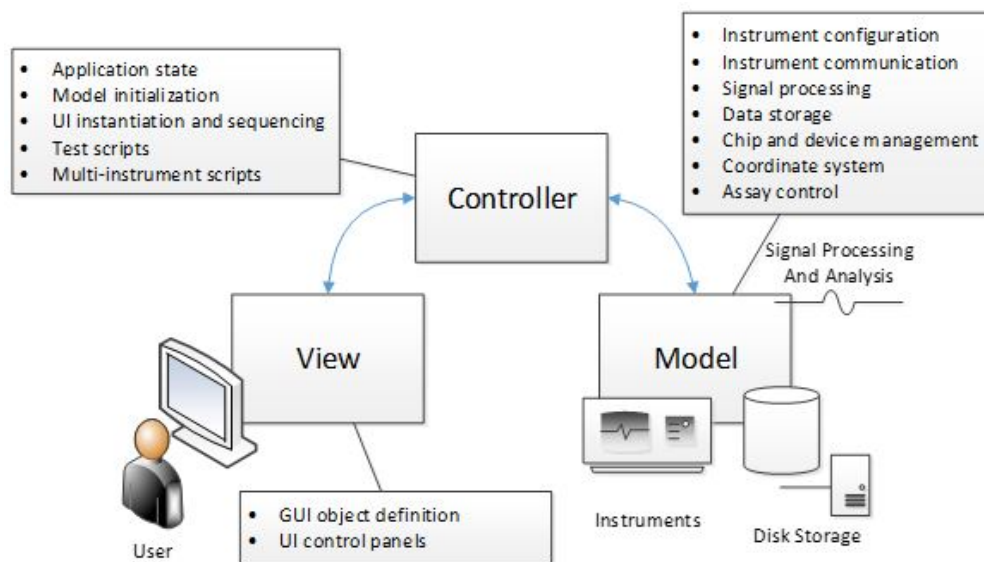 • Application state
• Model initialization
• UI instantiation and sequencing
• Test scripts
• Multi-instrument scripts
• Instrument configuration
• Instrument communication
• Signal processing
• Data storage
• Chip and device management
• Coordinate system
• Assay control
Controller
Signal Processing
And Analysis
View
Model
• GUI object definition
• UI control panels
User
Instruments
Disk Storage